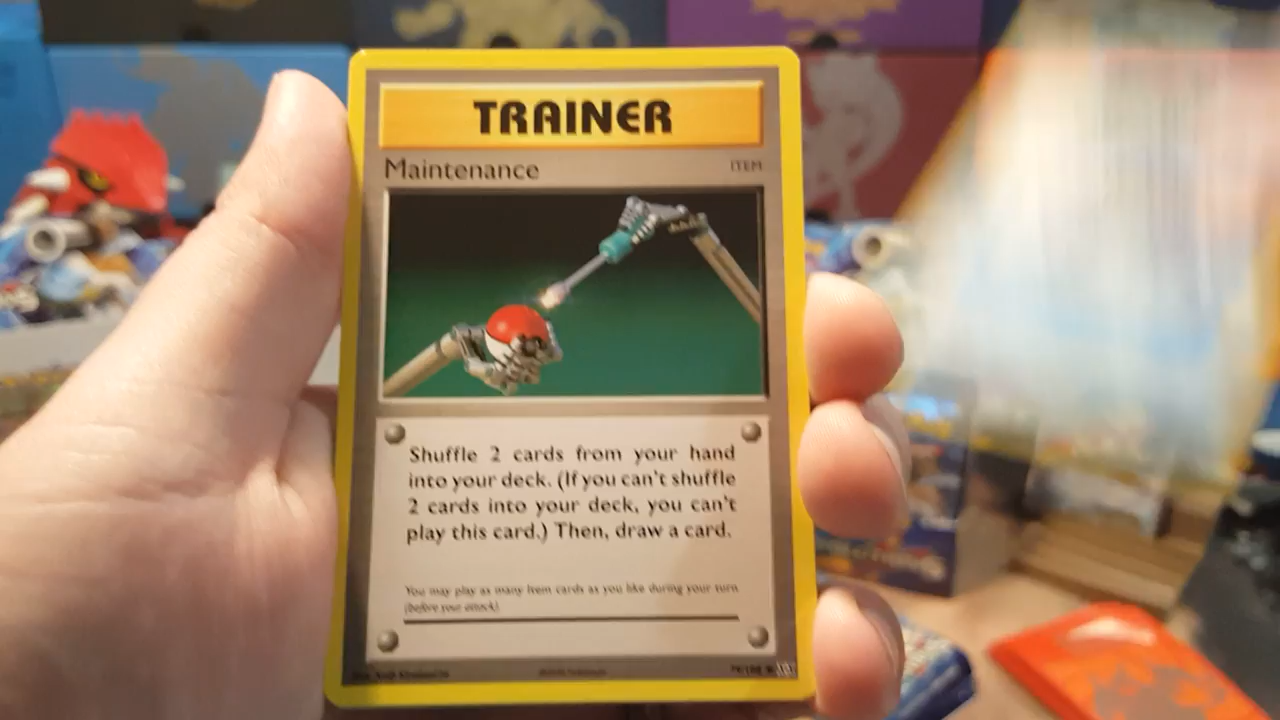 TRAINER
Maintenance ITEM
Shuffle 2 cards from your hand
into your deck. (If you can't shuffle
2 cards into your deck, you can't
play this card.) Then, draw a card.
You may play as many Item cards as you like during your turn
(before your attack).